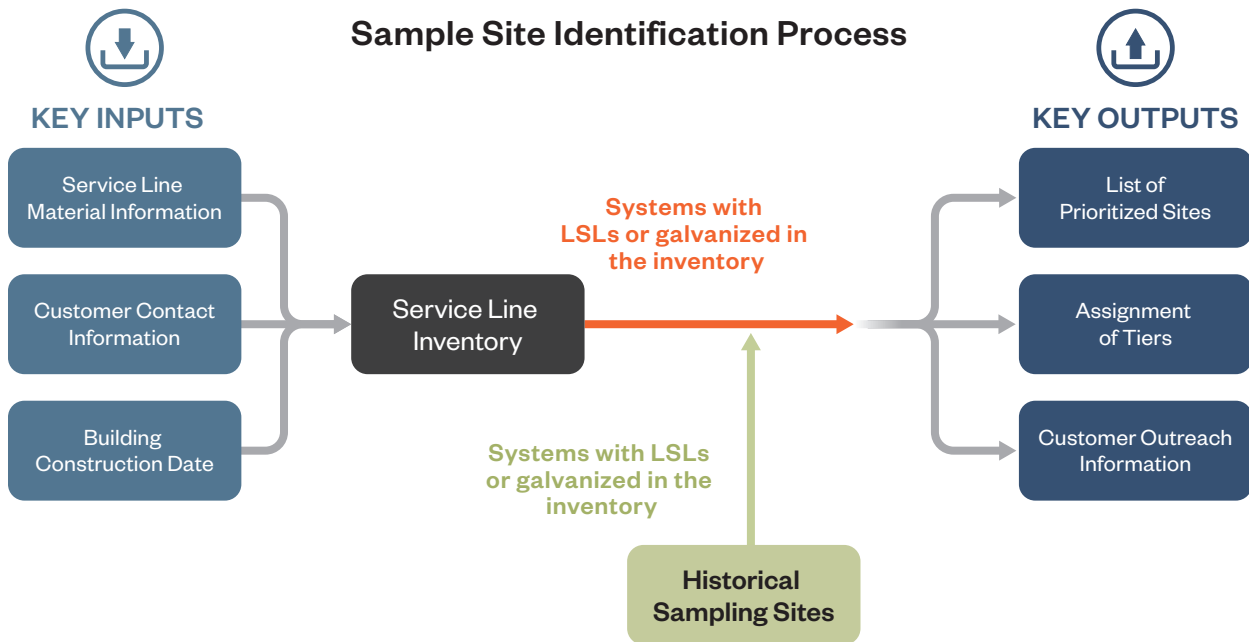 Sample Site Identification Process
KEY INPUTS
Service Line
Material Information
Customer Contact
Information
Building
Construction Date
Service Line
Inventory
Systems with
LSLs or galvanized in
the inventory
Systems with LSLs
or galvanized in the
inventory
Historical
Sampling Sites
KEY OUTPUTS
List of
Prioritized Sites
Assignment
of Tiers
Customer Outreach
Information